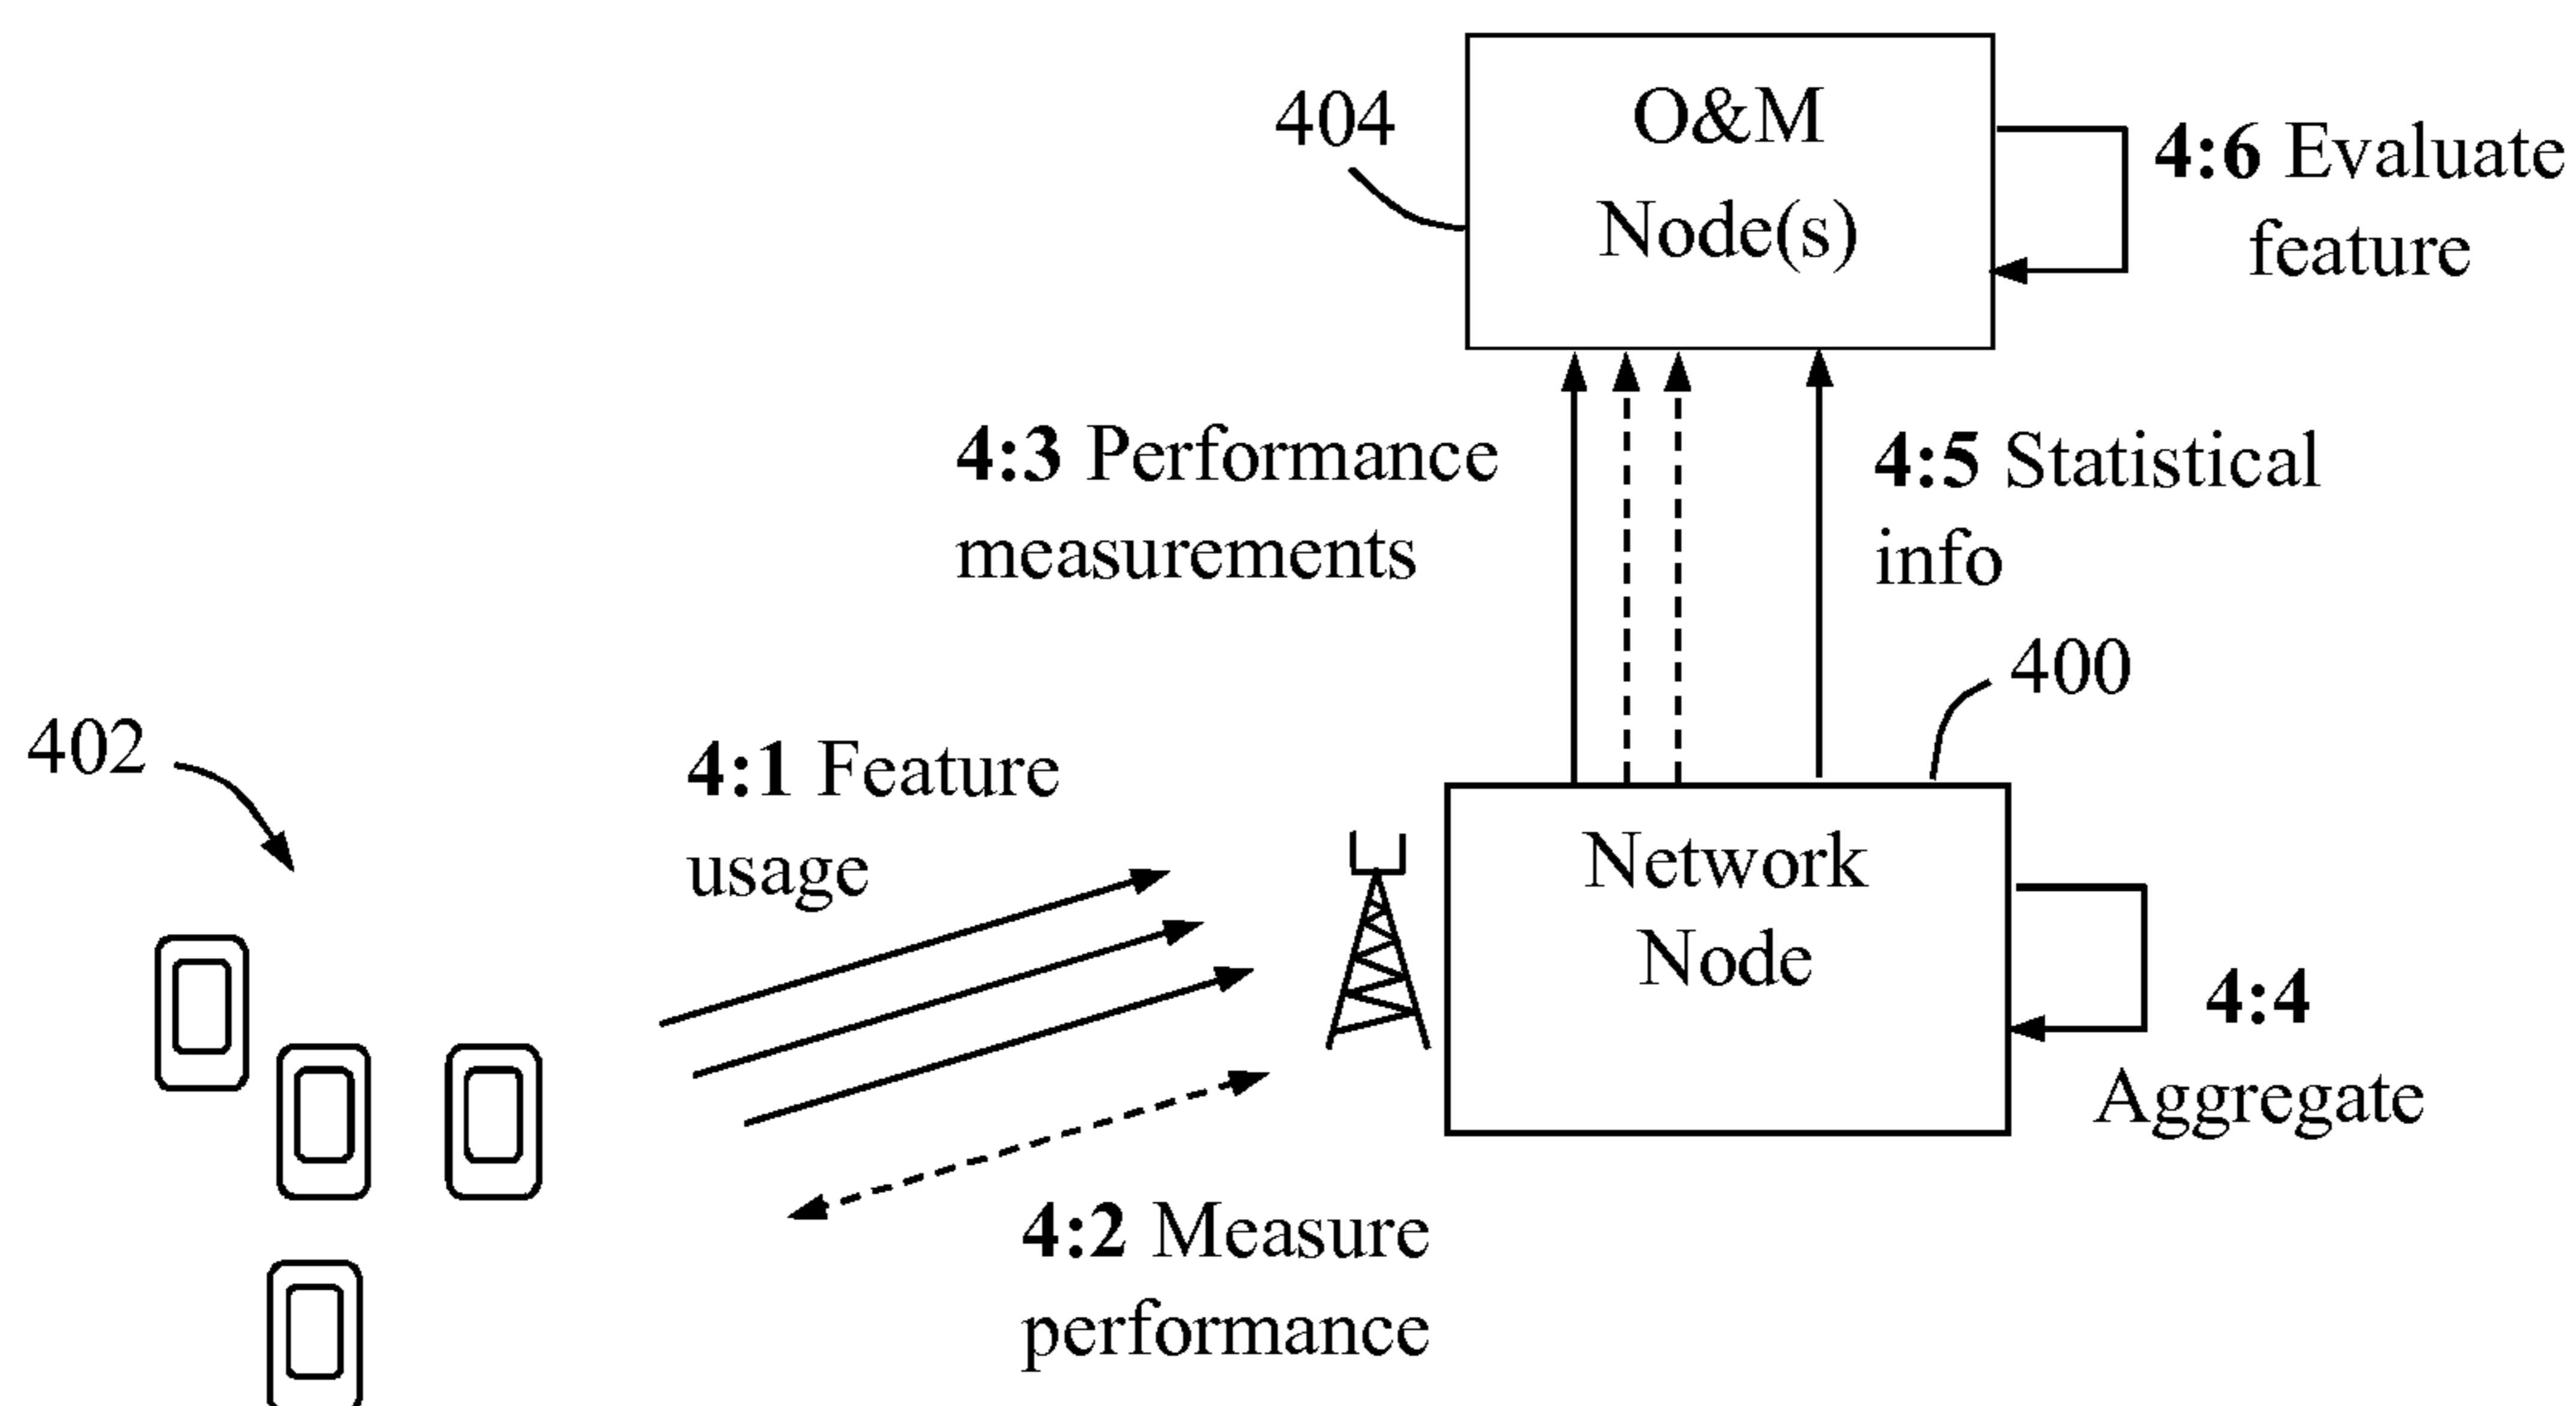 404
O&M
Node(s)
4:6 Evaluate
feature
4:3 Performance
measurements
4:5 Statistical
info
400
402
4:1 Feature
usage
Network
Node
4:4
Aggregate
4:2 Measure
performance